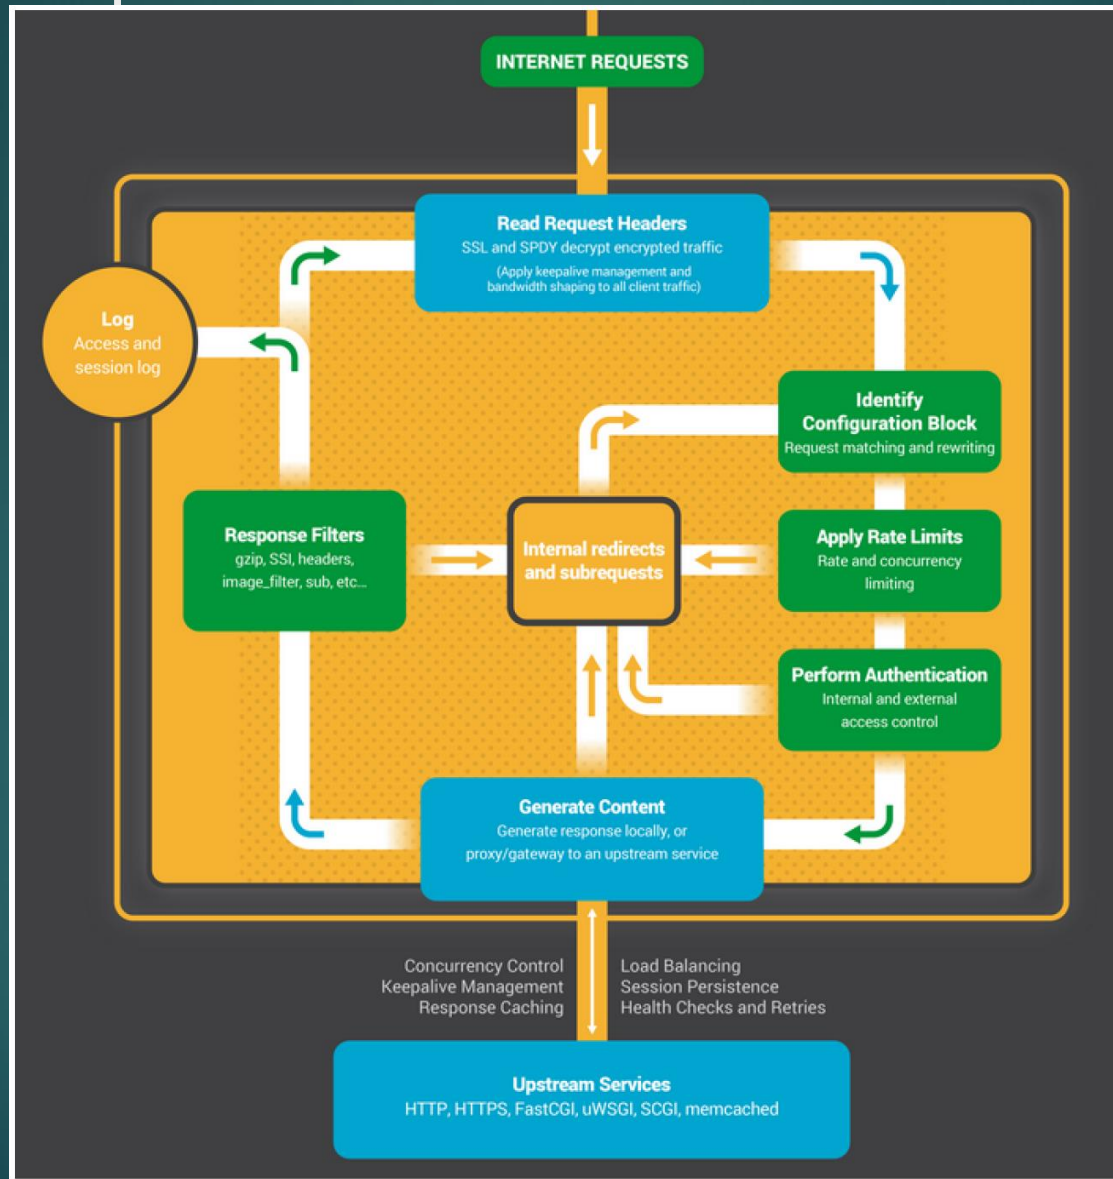 INTERNET REQUESTS
Read Request Headers
SSL and SPDY decrypt encrypted traffic
(Apply keepalive management and
bandwidth shaping to all client traffic)
Log
Access and
session log
Identify
Configuration Block
Request matching and rewriting
Response Filters
gzip, SSI, headers,
image_filter, sub, etc...
Internal redirects
and subrequests
Apply Rate Limits
Rate and concurrency
limiting
Perform Authentication
Internal and external
access control
Generate Content
Generate response locally, or
proxy/gateway to an upstream service
Concurrency Control
Keepalive Management
Response Caching
Load Balancing
Session Persistence
Health Checks and Retries
Upstream Services
HTTP, HTTPS, FastCGI, uWSGI, SCGI, memcached